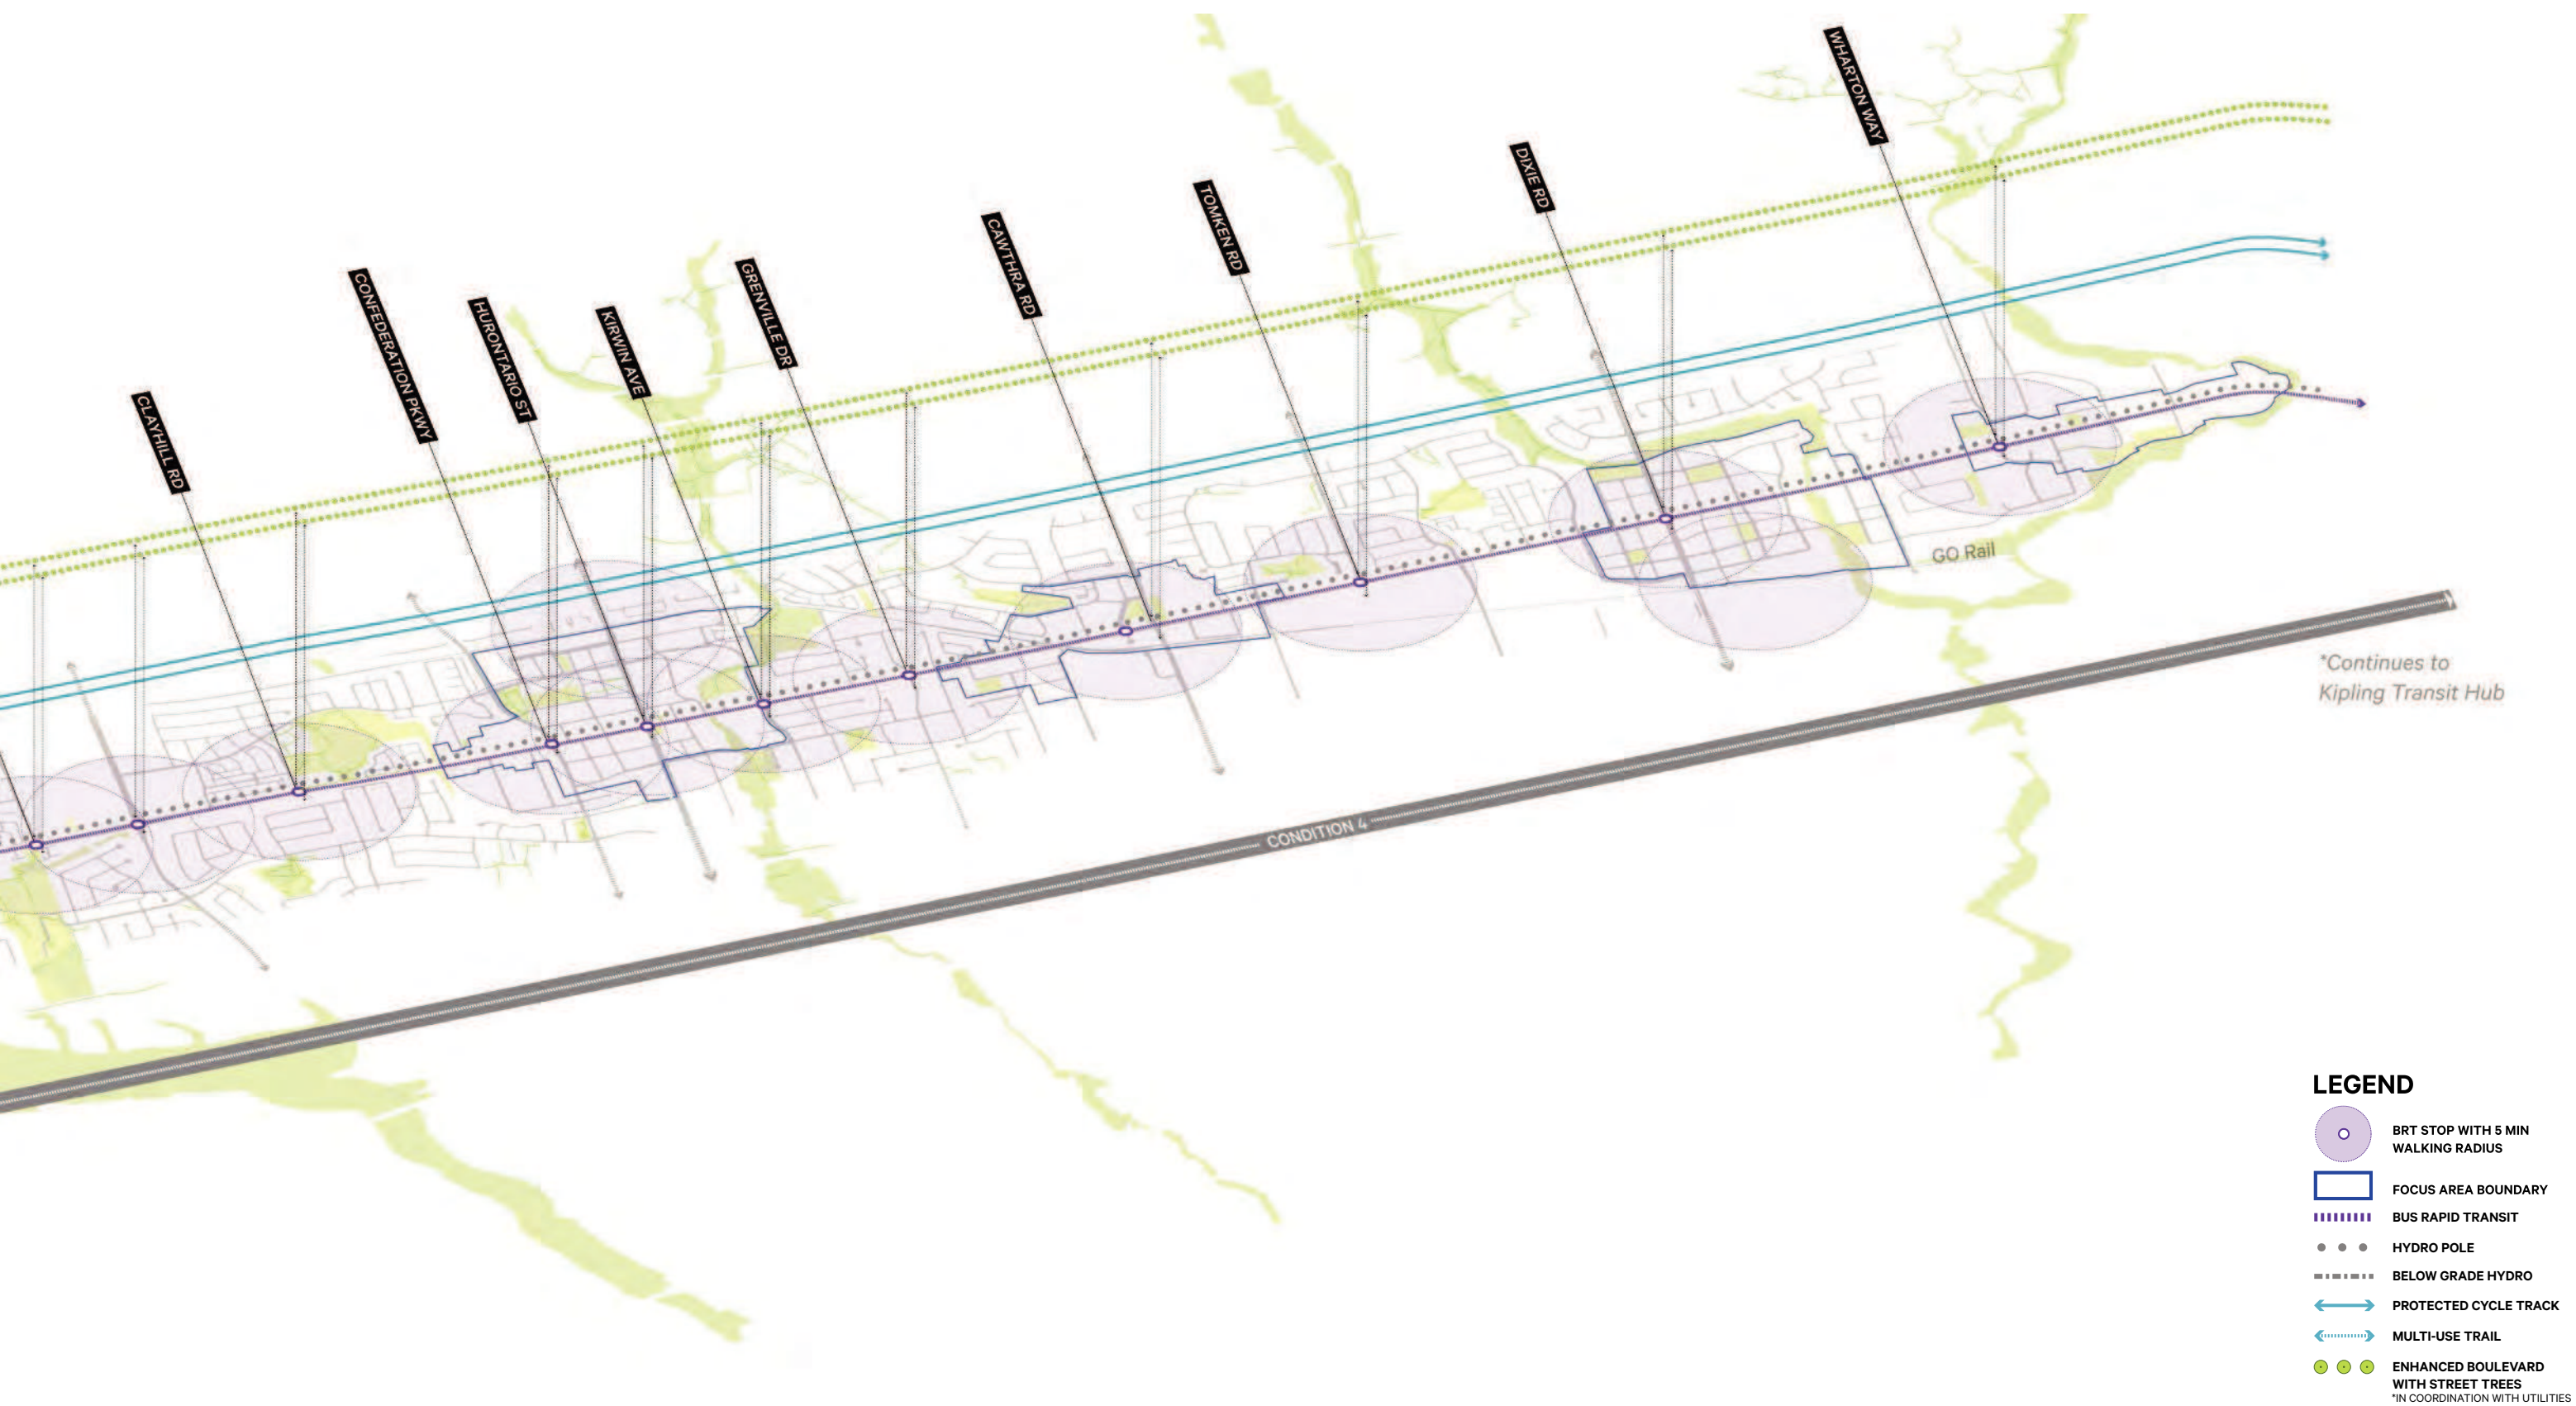 WHARTON WAY
DIXIE RD
TOMKEN RD
CAWTHRA RD
GRENVILLE DR
KIRWIN AVE
HURONTARIO ST
CONFEDERATION PKWY
CLAYHILL RD
GO Rail
*Continues to
Kipling Transit Hub
CONDITION 4
LEGEND
BRT STOP WITH 5 MIN
WALKING RADIUS
FOCUS AREA BOUNDARY
BUS RAPID TRANSIT
HYDRO POLE
BELOW GRADE HYDRO
PROTECTED CYCLE TRACK
MULTI-USE TRAIL
ENHANCED BOULEVARD
WITH STREET TREES
*IN COORDINATION WITH UTILITIES